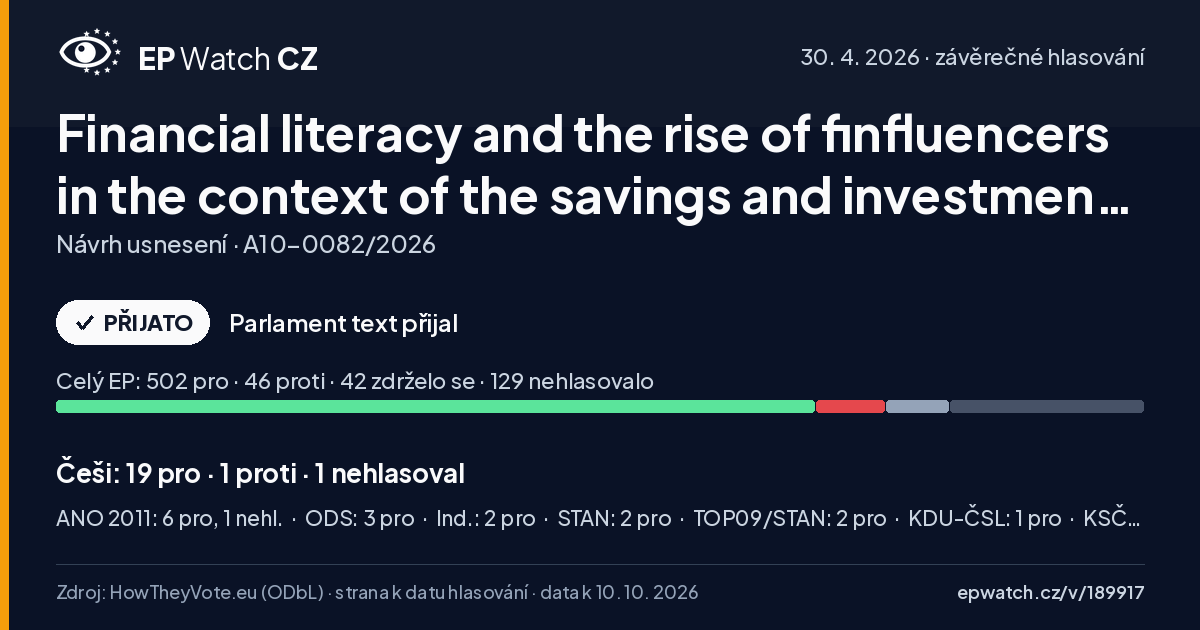 EP Watch CZ
30. 4. 2026 · závěrečné hlasování
Financial literacy and the rise of finfluencers
in the context of the savings and investmen…
Návrh usnesení · A10-0082/2026
✓ PŘIJATO
Parlament text přijal
Celý EP: 502 pro · 46 proti · 42 zdrželo se · 129 nehlasovalo
Češi: 19 pro · 1 proti · 1 nehlasoval
ANO 2011: 6 pro, 1 nehl. · ODS: 3 pro · Ind.: 2 pro · STAN: 2 pro · TOP09/STAN: 2 pro · KDU-ČSL: 1 pro · KSČ…
Zdroj: HowTheyVote.eu (ODbL) · strana k datu hlasování · data k 10. 10. 2026
epwatch.cz/v/189917